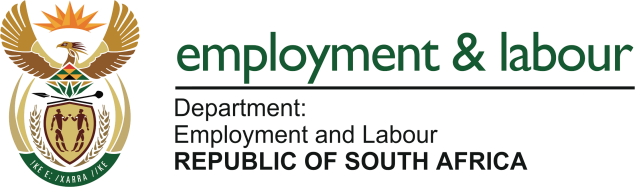 employment & labour
Department:
Employment and Labour
REPUBLIC OF SOUTH AFRICA
!KE E: /XARRA //KE